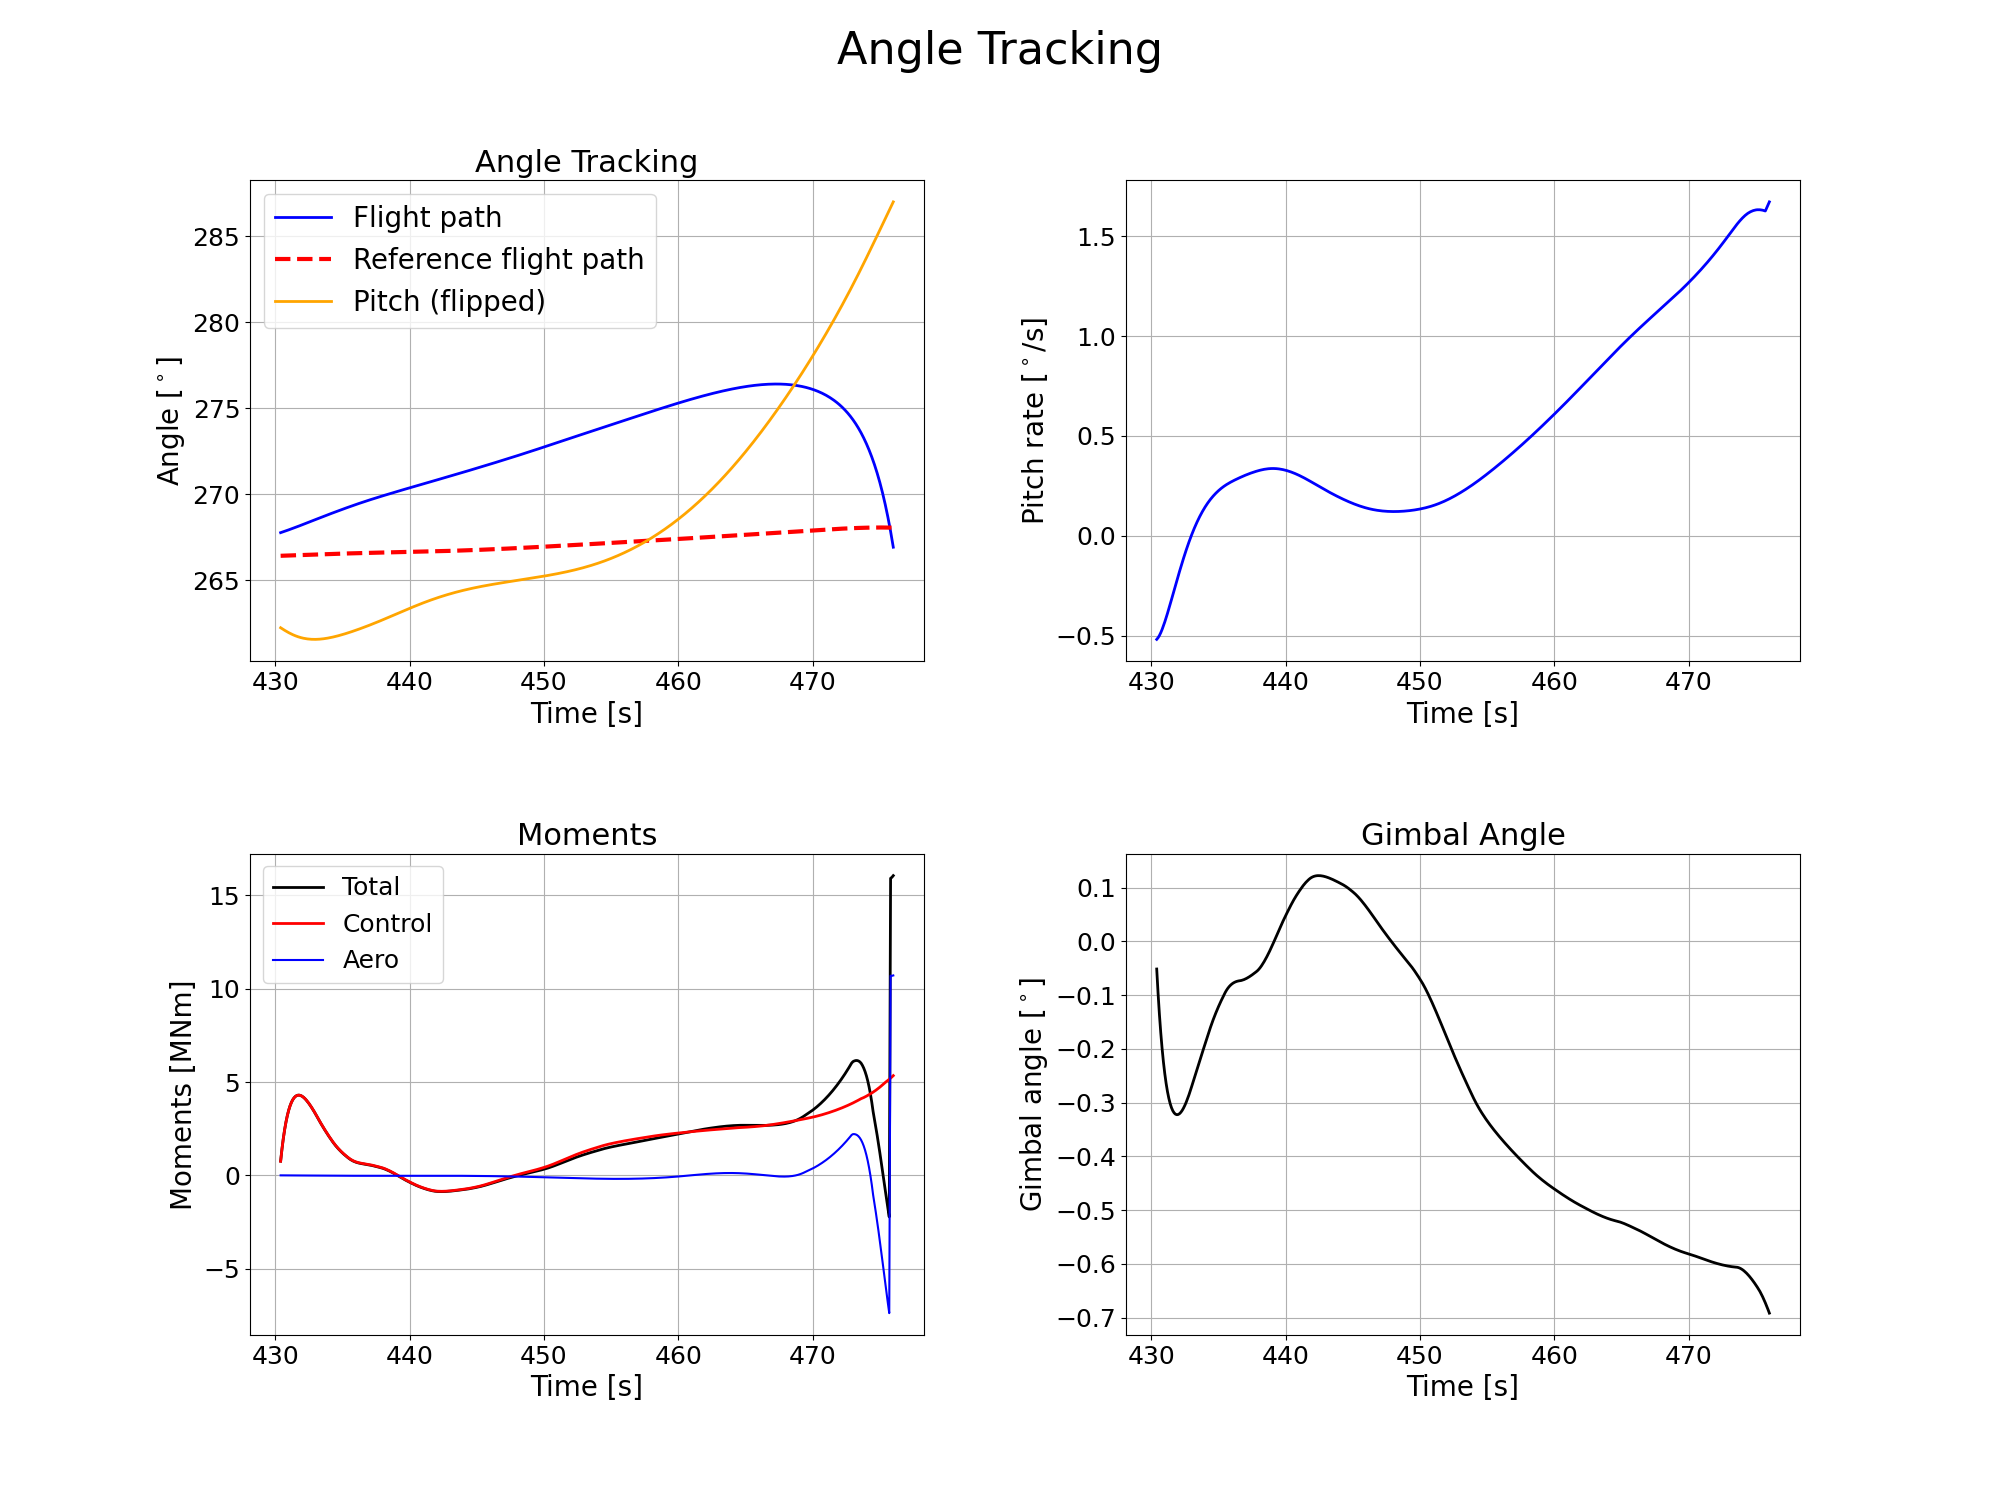 Angle Tracking
Angle Tracking
Flight path
Reference flight path
Pitch (flipped)
Angle [°]
285
280
275
270
265
430 440 450 460 470
Time [s]
Pitch rate [°/s]
1.5
1.0
0.5
0.0
−0.5
430 440 450 460 470
Time [s]
Moments
Total
Control
Aero
Moments [MNm]
15
10
5
0
−5
430 440 450 460 470
Time [s]
Gimbal Angle
Gimbal angle [°]
0.1
0.0
−0.1
−0.2
−0.3
−0.4
−0.5
−0.6
−0.7
430 440 450 460 470
Time [s]